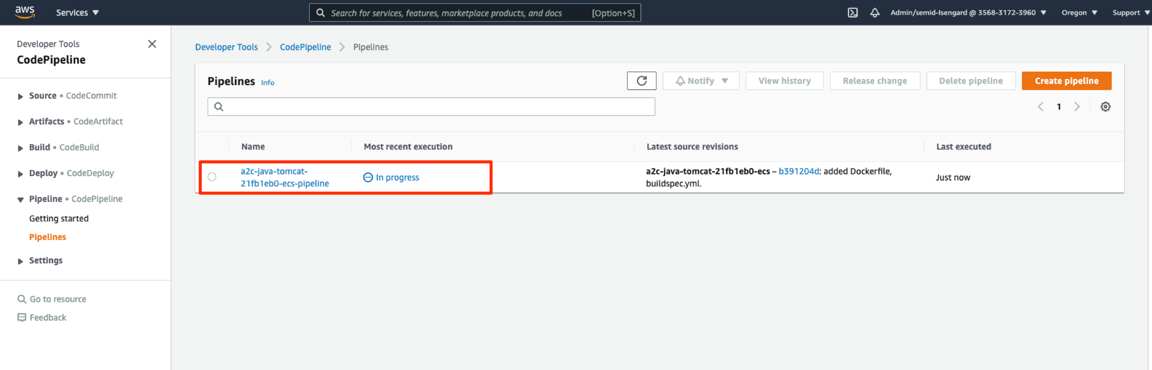 aws
Services
Search for services, features, marketplace products, and docs [Option+S]
Admin/semid-Isengard @ 3568-3172-3960
Oregon
Support
Developer Tools
CodePipeline
Source • CodeCommit
Artifacts • CodeArtifact
Build • CodeBuild
Deploy • CodeDeploy
Pipeline • CodePipeline
Getting started
Pipelines
Settings
Go to resource
Feedback
Developer Tools > CodePipeline > Pipelines
Pipelines Info
Notify
View history
Release change
Delete pipeline
Create pipeline
< 1 >
Name
Most recent execution
Latest source revisions
Last executed
a2c-java-tomcat-
21fb1eb0-ecs-pipeline
In progress
a2c-java-tomcat-21fb1eb0-ecs – b391204d: added Dockerfile,
buildspec.yml.
Just now